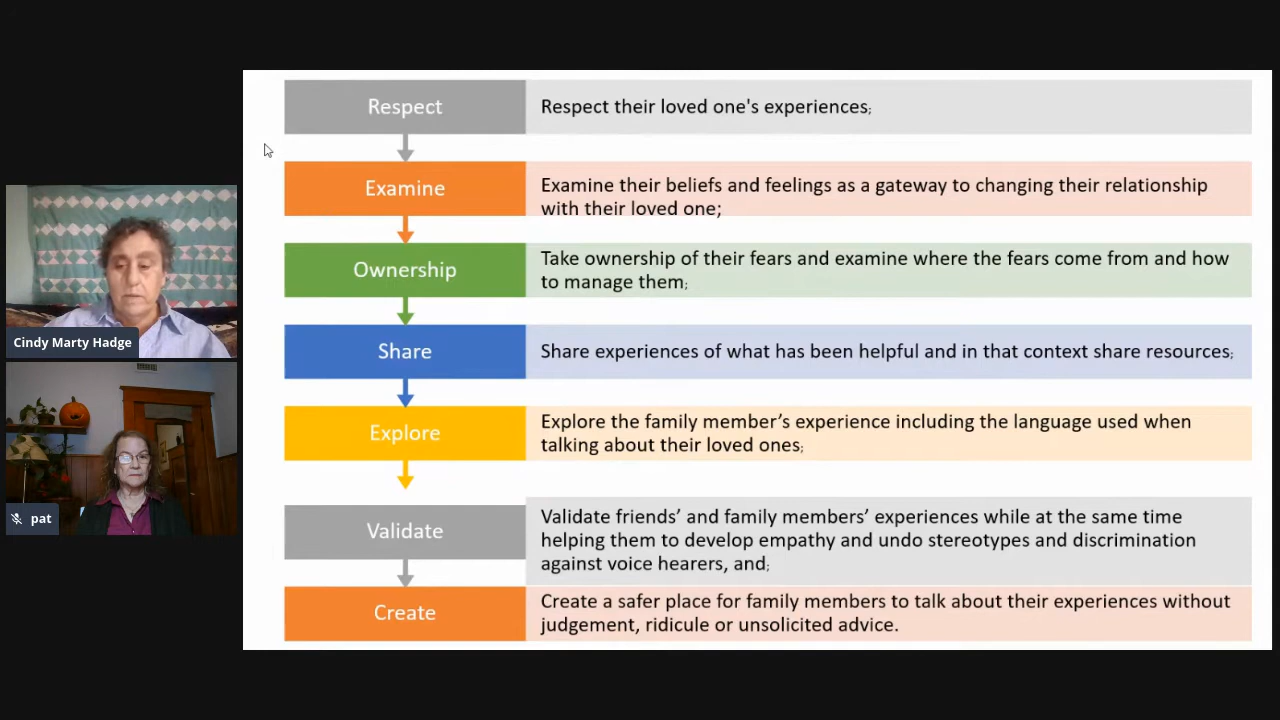 Respect
Respect their loved one's experiences;
Examine
Examine their beliefs and feelings as a gateway to changing their relationship
with their loved one;
Ownership
Take ownership of their fears and examine where the fears come from and how
to manage them;
Share
Share experiences of what has been helpful and in that context share resources;
Explore
Explore the family member’s experience including the language used when
talking about their loved ones;
Validate
Validate friends’ and family members’ experiences while at the same time
helping them to develop empathy and undo stereotypes and discrimination
against voice hearers, and;
Create
Create a safer place for family members to talk about their experiences without
judgement, ridicule or unsolicited advice.
Cindy Marty Hadge
pat